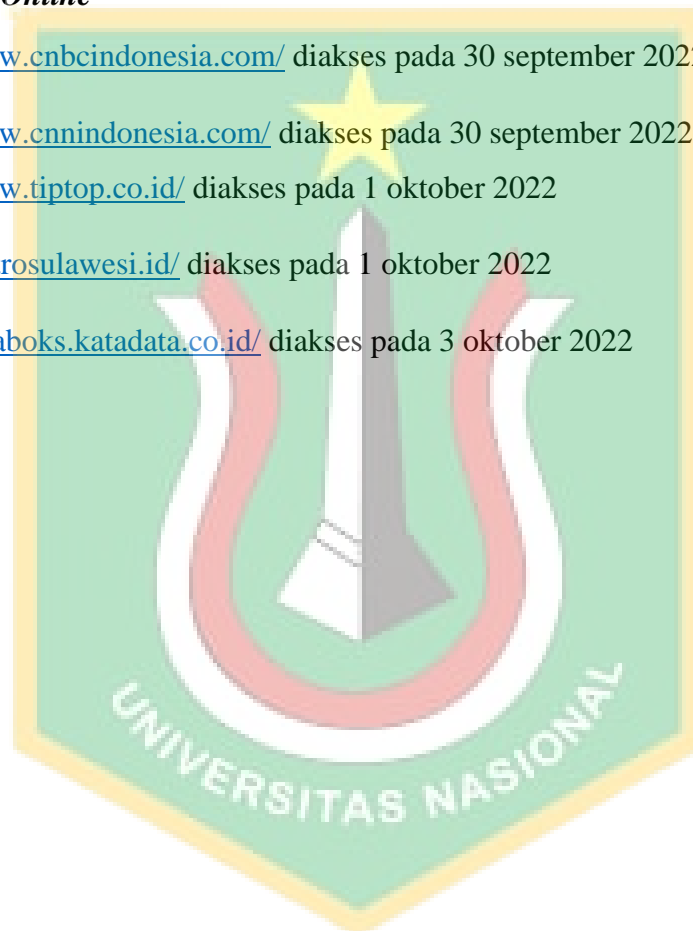 Online
w.cnbcindonesia.com/ diakses pada 30 september 202
w.cnnindonesia.com/ diakses pada 30 september 2022
w.tiptop.co.id/ diakses pada 1 oktober 2022
rosulawesi.id/ diakses pada 1 oktober 2022
aboks.katadata.co.id/ diakses pada 3 oktober 2022
UNIVERSITAS NASIONAL